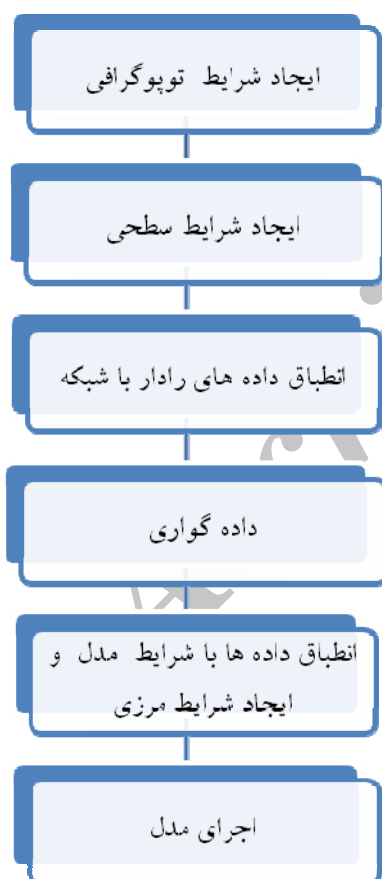 ایجاد شرایط توپوگرافی
ایجاد شرایط سطحی
انطباق داده های رادار با شبکه
داده گواری
انطباق داده ها با شرایط مدل و
ایجاد شرایط مرزی
اجرای مدل